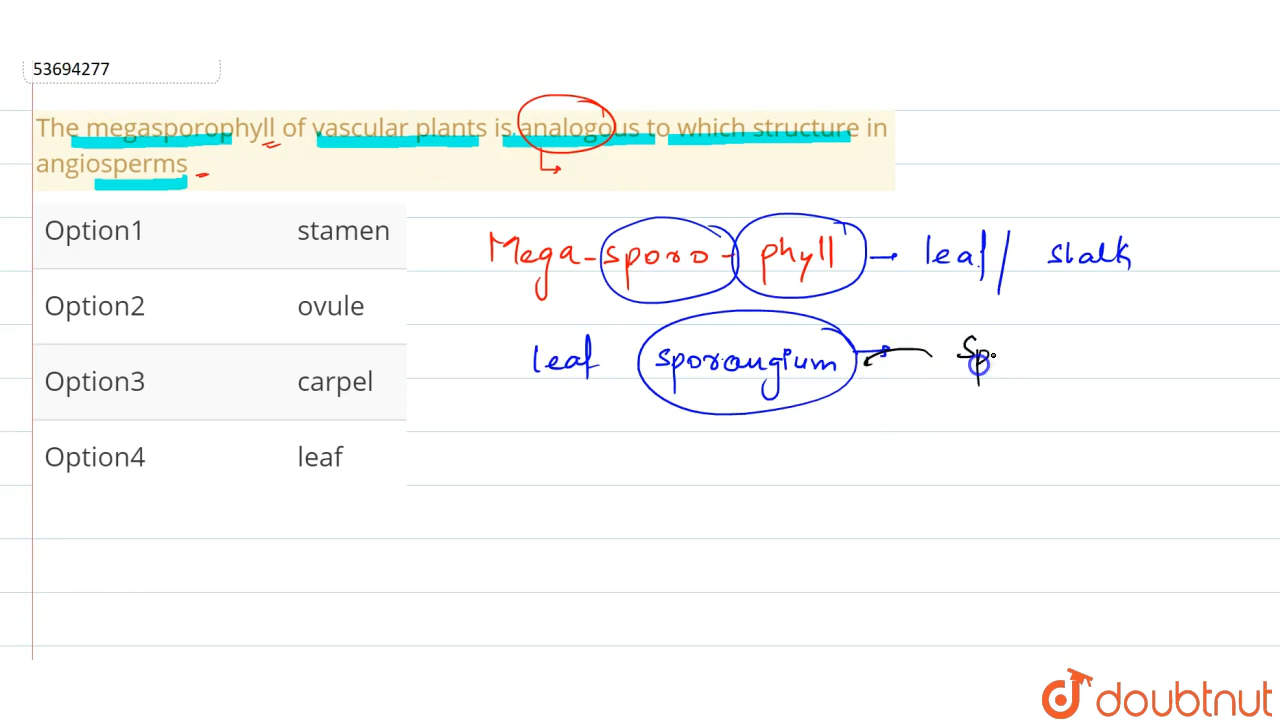 53694277
The megasporophyll of vascular plants is analogous to which structure in
angiosperms
Option1 stamen
Option2 ovule
Option3 carpel
Option4 leaf
Mega-sporo-phyll → leaf / stalk
leaf sporangium → Sp.
doubtnut